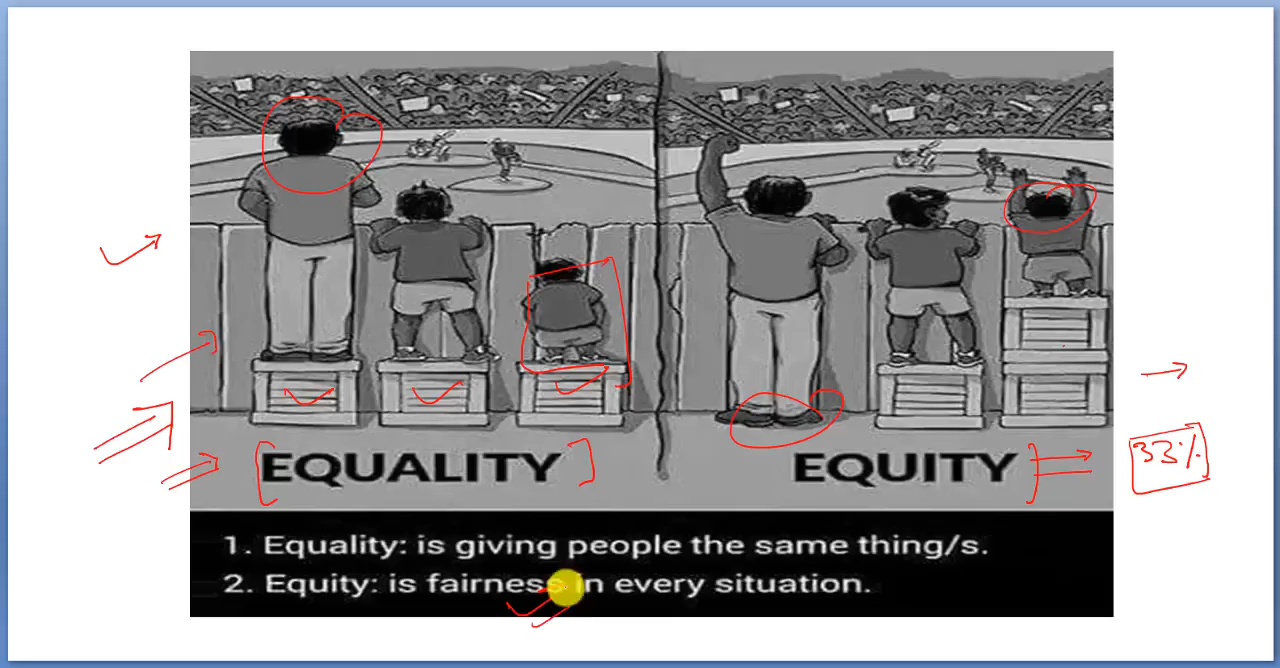 EQUALITY
EQUITY
33%
1. Equality: is giving people the same thing/s.
2. Equity: is fairness in every situation.